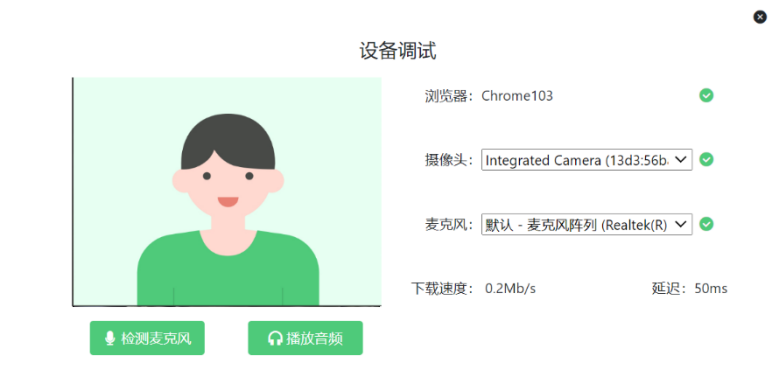 设备调试
浏览器：Chrome103
摄像头：Integrated Camera (13d3:56b
麦克风：默认 - 麦克风阵列 (Realtek(R)
下载速度：0.2Mb/s 延迟：50ms
检测麦克风 播放音频